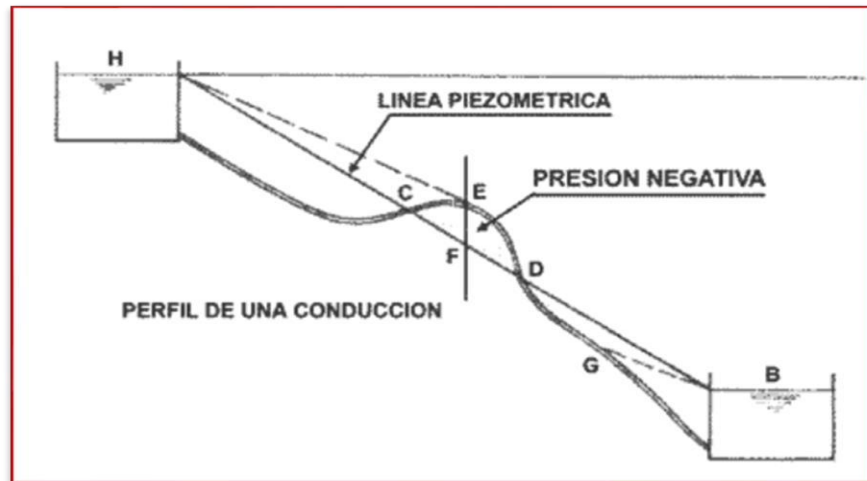 H
LINEA PIEZOMETRICA
C
E
PRESION NEGATIVA
F
D
PERFIL DE UNA CONDUCCION
G
B